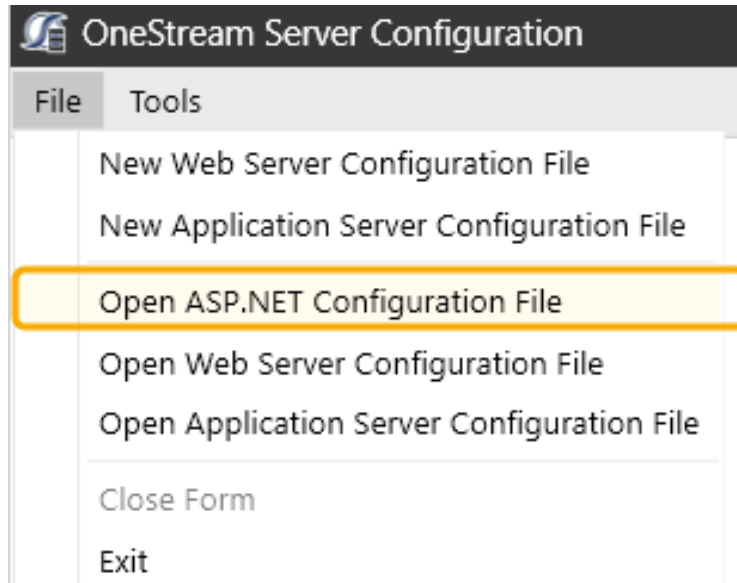 OneStream Server Configuration
File Tools
New Web Server Configuration File
New Application Server Configuration File
Open ASP.NET Configuration File
Open Web Server Configuration File
Open Application Server Configuration File
Close Form
Exit